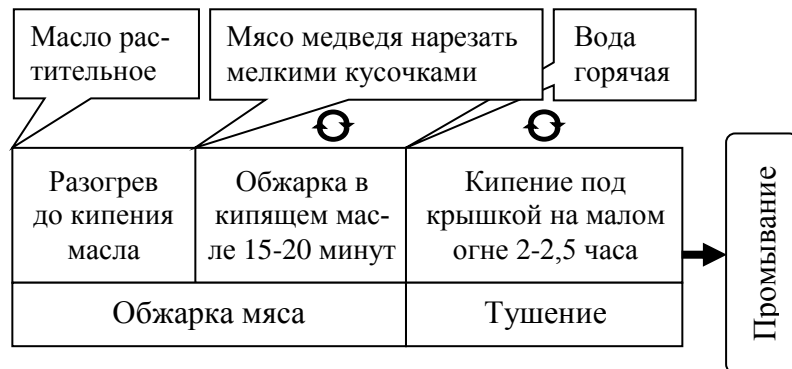 Масло рас-
тительное
Мясо медведя нарезать
мелкими кусочками
Вода
горячая
Разогрев
до кипения
масла
Обжарка в
кипящем мас-
ле 15-20 минут
Кипение под
крышкой на малом
огне 2-2,5 часа
Обжарка мяса
Тушение
Промывание